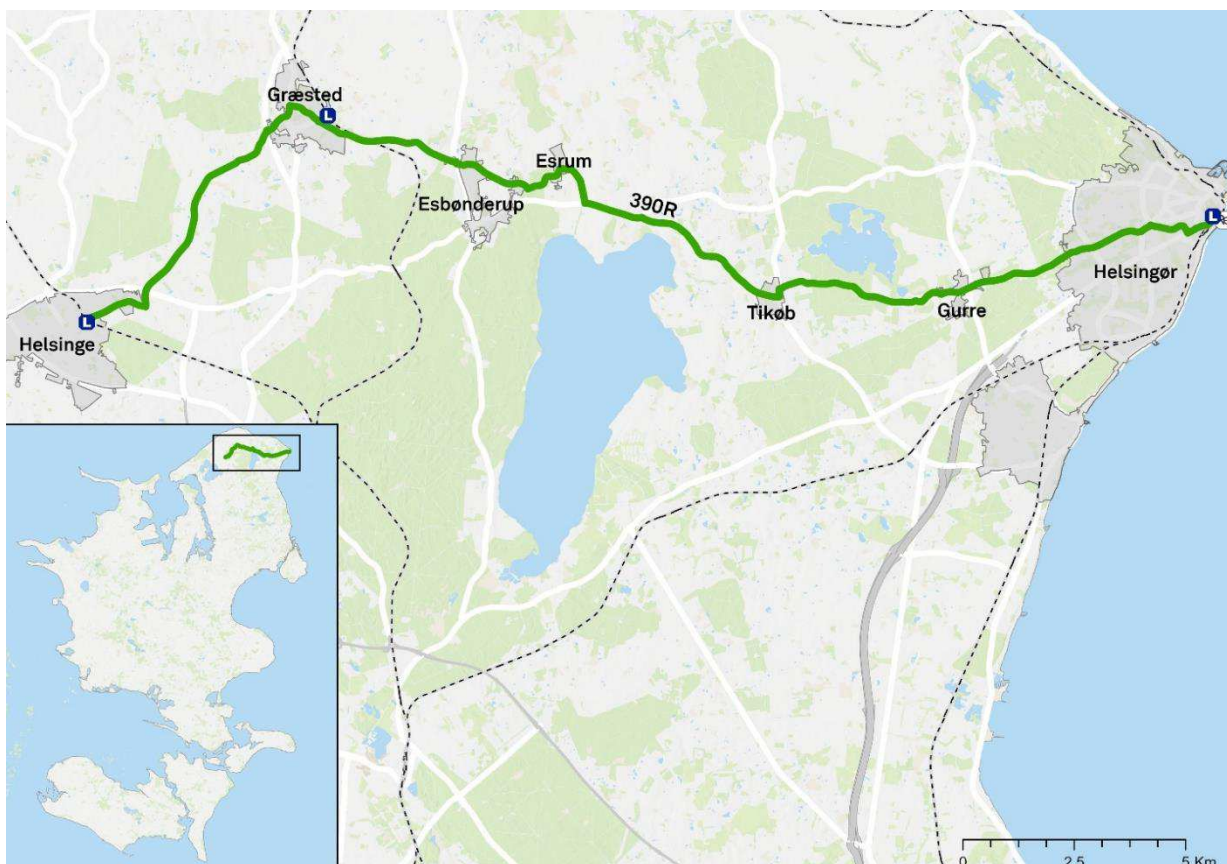 Græsted
L
Esrum
Esbønderup
390R
L
Helsingør
Tikøb
Gurre
L
Helsinge
0 2.5 5 Km